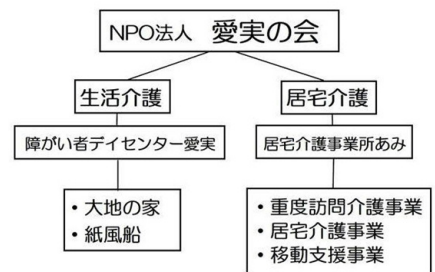 NPO法人 愛実の会
生活介護
居宅介護
障がい者デイセンター愛実
居宅介護事業所あみ
・大地の家
・紙風船
・重度訪問介護事業
・居宅介護事業
・移動支援事業